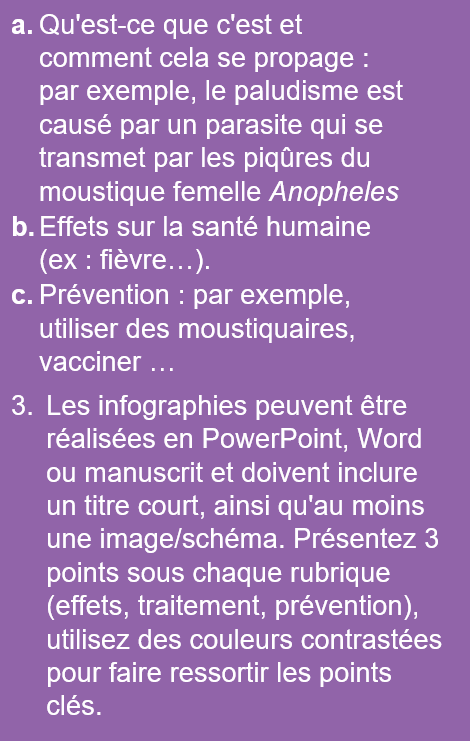 a. Qu'est-ce que c'est et
comment cela se propage :
par exemple, le paludisme est
causé par un parasite qui se
transmet par les piqûres du
moustique femelle Anopheles
b. Effets sur la santé humaine
(ex : fièvre…).
c. Prévention : par exemple,
utiliser des moustiquaires,
vacciner …
3. Les infographies peuvent être
réalisées en PowerPoint, Word
ou manuscrit et doivent inclure
un titre court, ainsi qu'au moins
une image/schéma. Présentez 3
points sous chaque rubrique
(effets, traitement, prévention),
utilisez des couleurs contrastées
pour faire ressortir les points
clés.